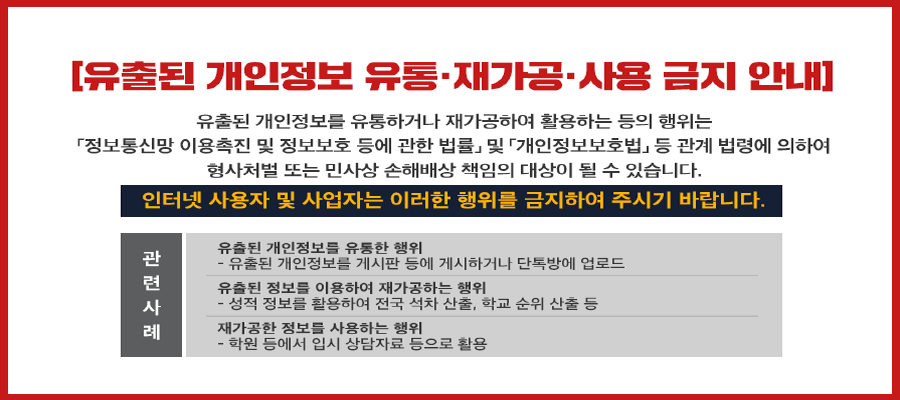 [유출된 개인정보 유통·재가공·사용 금지 안내]
유출된 개인정보를 유통하거나 재가공하여 활용하는 등의 행위는
「정보통신망 이용촉진 및 정보보호 등에 관한 법률」 및 「개인정보보호법」 등 관계 법령에 의하여
형사처벌 또는 민사상 손해배상 책임의 대상이 될 수 있습니다.
인터넷 사용자 및 사업자는 이러한 행위를 금지하여 주시기 바랍니다.
관련사례
유출된 개인정보를 유통한 행위
- 유출된 개인정보를 게시판 등에 게시하거나 단톡방에 업로드
유출된 정보를 이용하여 재가공하는 행위
- 성적 정보를 활용하여 전국 석차 산출, 학교 순위 산출 등
재가공한 정보를 사용하는 행위
- 학원 등에서 입시 상담자료 등으로 활용